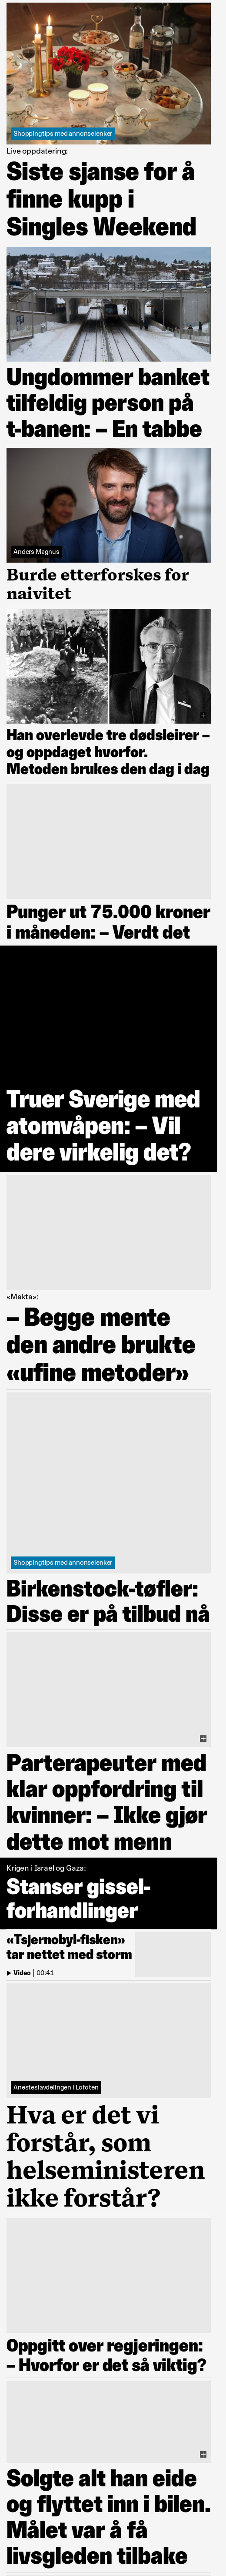 Shoppingtips med annonselenker
Live oppdatering:
Siste sjanse for å
finne kupp i
Singles Weekend
Ungdommer banket
tilfeldig person på
t-banen: – En tabbe
Anders Magnus
Burde etterforskes for
naivitet
Han overlevde tre dødsleirer –
og oppdaget hvorfor.
Metoden brukes den dag i dag
Punger ut 75.000 kroner
i måneden: – Verdt det
Truer Sverige med
atomvåpen: – Vil
dere virkelig det?
«Makta»:
– Begge mente
den andre brukte
«ufine metoder»
Shoppingtips med annonselenker
Birkenstock-tøfler:
Disse er på tilbud nå
Parterapeuter med
klar oppfordring til
kvinner: – Ikke gjør
dette mot menn
Krigen i Israel og Gaza:
Stanser gissel-
forhandlinger
«Tsjernobyl-fisken»
tar nettet med storm
Video | 00:41
Anestesiavdelingen i Lofoten
Hva er det vi
forstår, som
helseministeren
ikke forstår?
Oppgitt over regjeringen:
– Hvorfor er det så viktig?
Solgte alt han eide
og flyttet inn i bilen.
Målet var å få
livsgleden tilbake